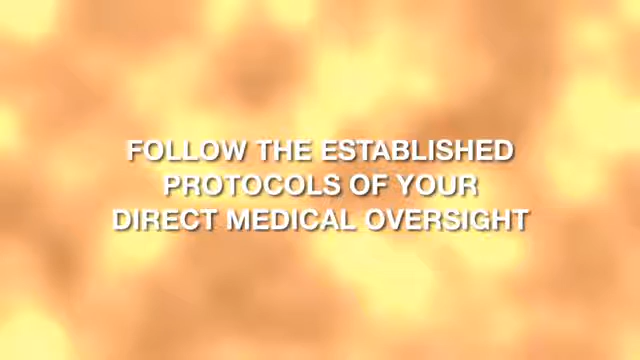 FOLLOW THE ESTABLISHED
PROTOCOLS OF YOUR
DIRECT MEDICAL OVERSIGHT